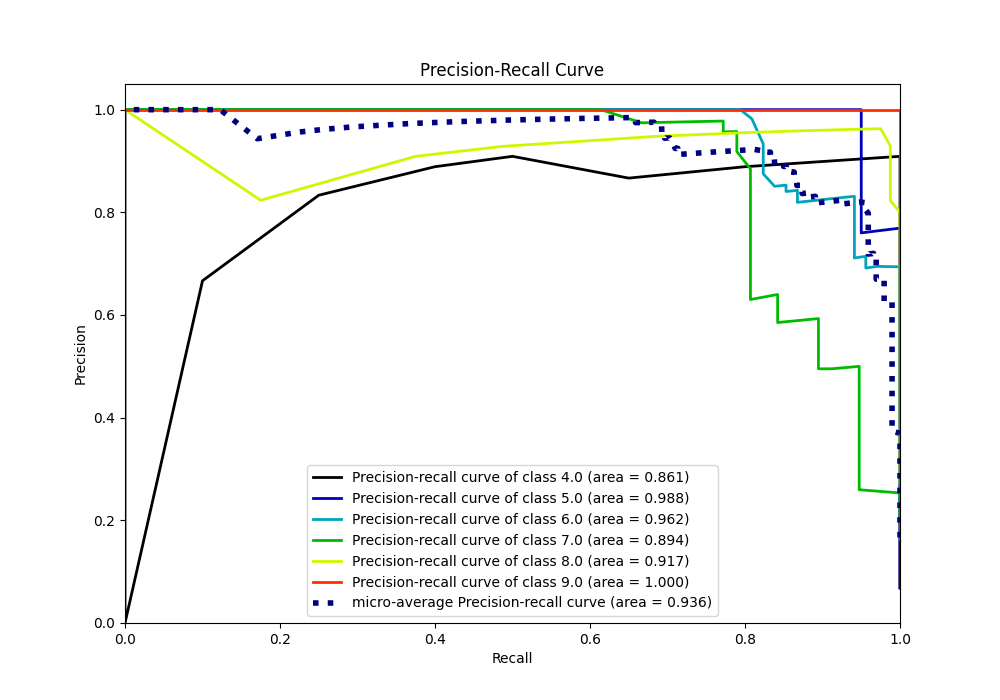 Precision-Recall Curve
1.0
0.8
0.6
0.4
0.2
0.0
Precision
Precision-recall curve of class 4.0 (area = 0.861)
Precision-recall curve of class 5.0 (area = 0.988)
Precision-recall curve of class 6.0 (area = 0.962)
Precision-recall curve of class 7.0 (area = 0.894)
Precision-recall curve of class 8.0 (area = 0.917)
Precision-recall curve of class 9.0 (area = 1.000)
micro-average Precision-recall curve (area = 0.936)
0.0 0.2 0.4 0.6 0.8 1.0
Recall